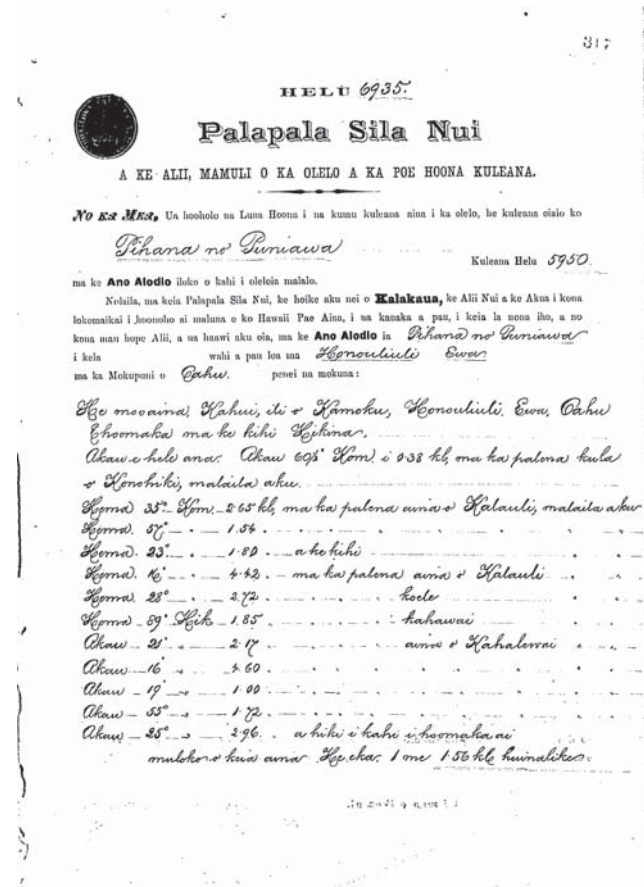 317
HELU 6935.
Palapala Sila Nui
A KE ALII, MAMULI O KA OLELO A KA POE HOONA KULEANA.
No Ka Mea, Ua hooholo na Luna Hoona i na kumu kuleana aina i ka olelo, he kuleana oiaio ko
Pihana no Puniawa
Kuleana Helu 5950.
ma ke Ano Alodio iloko o kahi i oleloia malalo.
Nolaila, ma keia Palapala Sila Nui, ke hoike aku nei o Kalakaua, ke Alii Nui a ke Akua i kona
lokomaikai i hoonoho ai maluna o ko Hawaii Pae Aina, i na kanaka a pau, i keia la nona iho, a no
kona mau hope Alii, a ua haawi aku oia, ma ke Ano Alodio ia Pihana no Puniawa
i kela wahi a pau loa ma Honouliuli Ewa
ma ka Mokupuni o Oahu. penei na mokuna:
He mooaina, Kahui, ili o Kamoku, Honouliuli, Ewa, Oahu
E hoomaka ma ke kihi Hikina,
Akau e hele ana. Akau 60½° Kom. i 0.38 klh, ma ka palena kula
o Konohiki, malaila aku.
Hema 35° Kom. 2.65 klh, ma ka palena aina o Kalauli, malaila aku
Hema. 57° 1.54
Hema. 23° 1.80 a ke kihi
Hema. 16° 4.42 ma ka palena aina o Kalauli
Hema. 28° 2.72 koele
Hema 89° Hik 1.85 kahawai
Akau 21° 2.17 aina o Kahalewai
Akau 16 4.60
Akau 19° 1.00
Akau 55° 1.72
Akau 25° 2.96 a hiki i kahi i hoomaka ai
maloko o keia aina He eka. 1 me 1.56 klh huinalike